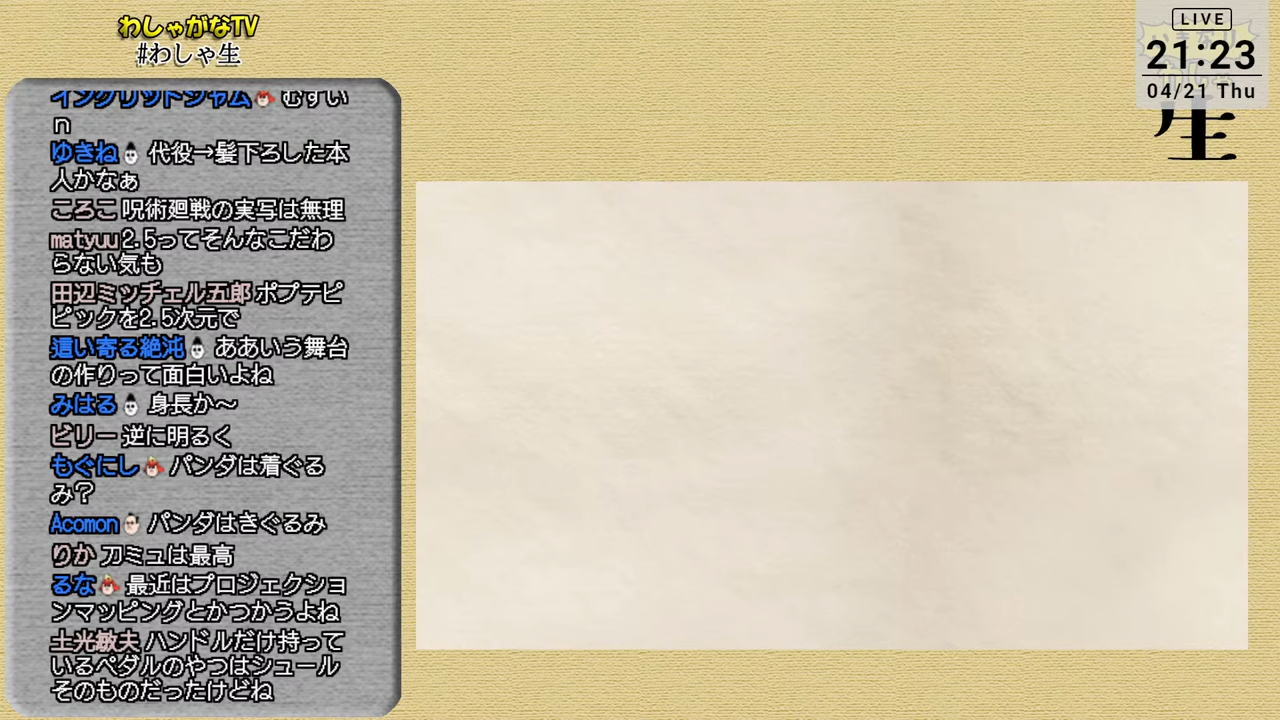 わしゃがなTV
#わしゃ生
LIVE
21:23
04/21 Thu
生
イングリットジャム むずい
n
ゆきね 代役→髪下ろした本
人かなぁ
ころこ 呪術廻戦の実写は無理
matyuu 2.5ってそんなこだわ
らない気も
田辺ミッチェル五郎 ポプテピ
ピックを2.5次元で
這い寄る絶沌 ああいう舞台
の作りって面白いよね
みはる 身長か～
ビリー 逆に明るく
もぐにし パンダは着ぐる
み?
Acomon パンダはきぐるみ
りか 刀ミュは最高
るな 最近はプロジェクショ
ンマッピングとかつかうよね
土光敏夫 ハンドルだけ持って
いるペダルのやつはシュール
そのものだったけどね